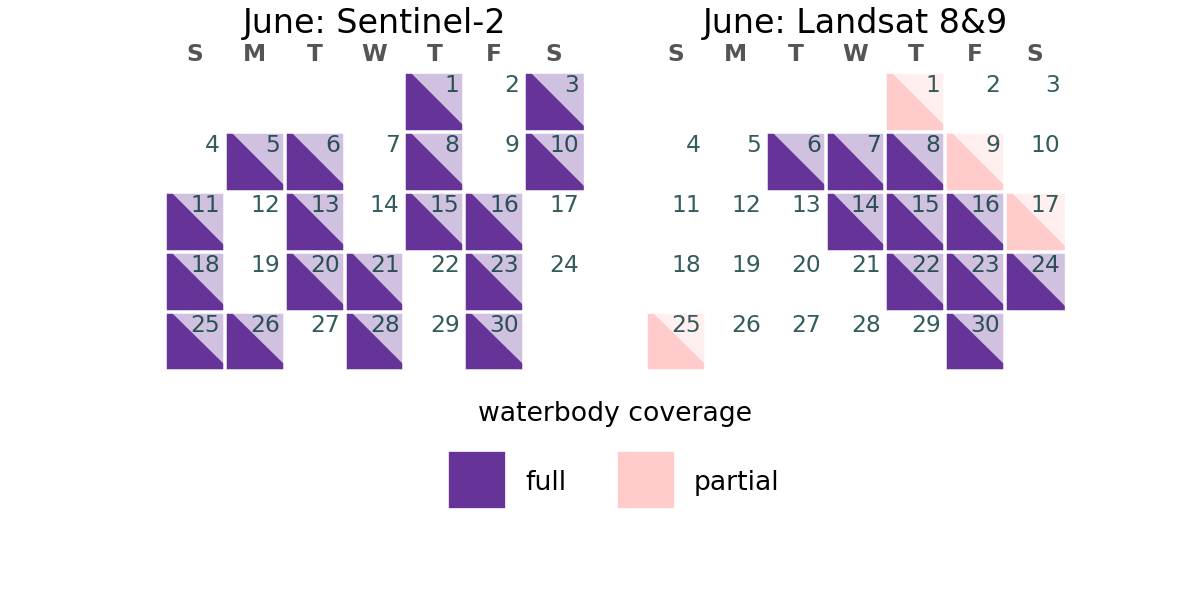 June: Sentinel-2
S M T W T F S
1 2 3
4 5 6 7 8 9 10
11 12 13 14 15 16 17
18 19 20 21 22 23 24
25 26 27 28 29 30
June: Landsat 8&9
S M T W T F S
1 2 3
4 5 6 7 8 9 10
11 12 13 14 15 16 17
18 19 20 21 22 23 24
25 26 27 28 29 30
waterbody coverage
full partial